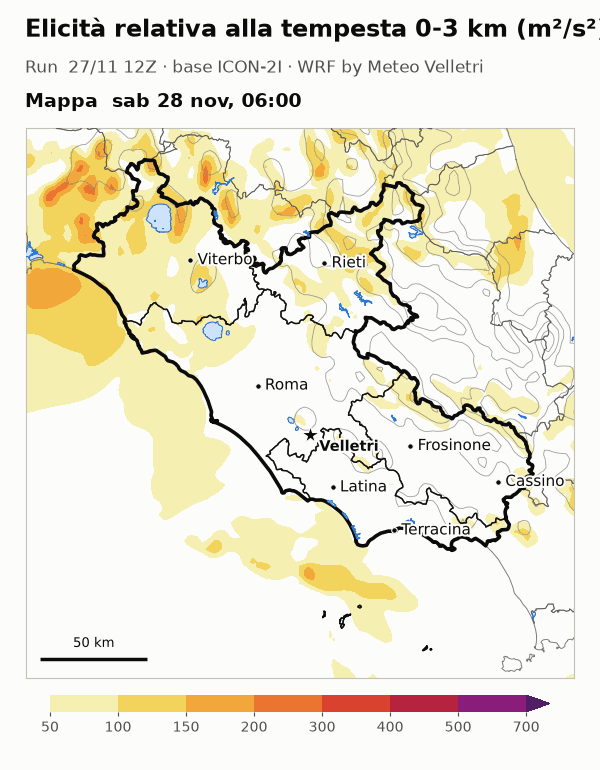 Elicità relativa alla tempesta 0-3 km (m²/s²)
Run 27/11 12Z · base ICON-2I · WRF by Meteo Velletri
Mappa sab 28 nov, 06:00
Viterbo
Rieti
Roma
Velletri
Frosinone
Latina
Cassino
Terracina
50 km
50 100 150 200 300 400 500 700